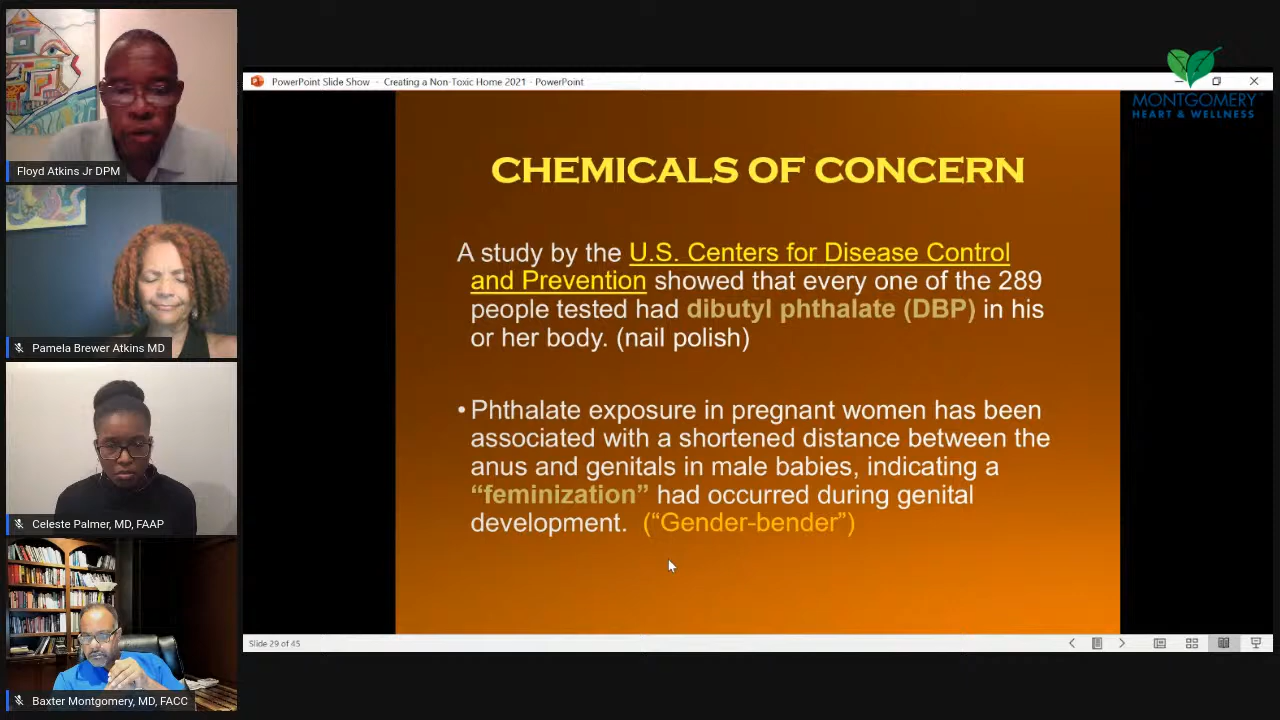 Floyd Atkins Jr DPM
Pamela Brewer Atkins MD
Celeste Palmer, MD, FAAP
Baxter Montgomery, MD, FACC
PowerPoint Slide Show - Creating a Non-Toxic Home 2021 - PowerPoint
MONTGOMERY
HEART & WELLNESS
CHEMICALS OF CONCERN
A study by the U.S. Centers for Disease Control
and Prevention showed that every one of the 289
people tested had dibutyl phthalate (DBP) in his
or her body. (nail polish)
• Phthalate exposure in pregnant women has been
associated with a shortened distance between the
anus and genitals in male babies, indicating a
“feminization” had occurred during genital
development. (“Gender-bender”)
Slide 29 of 45